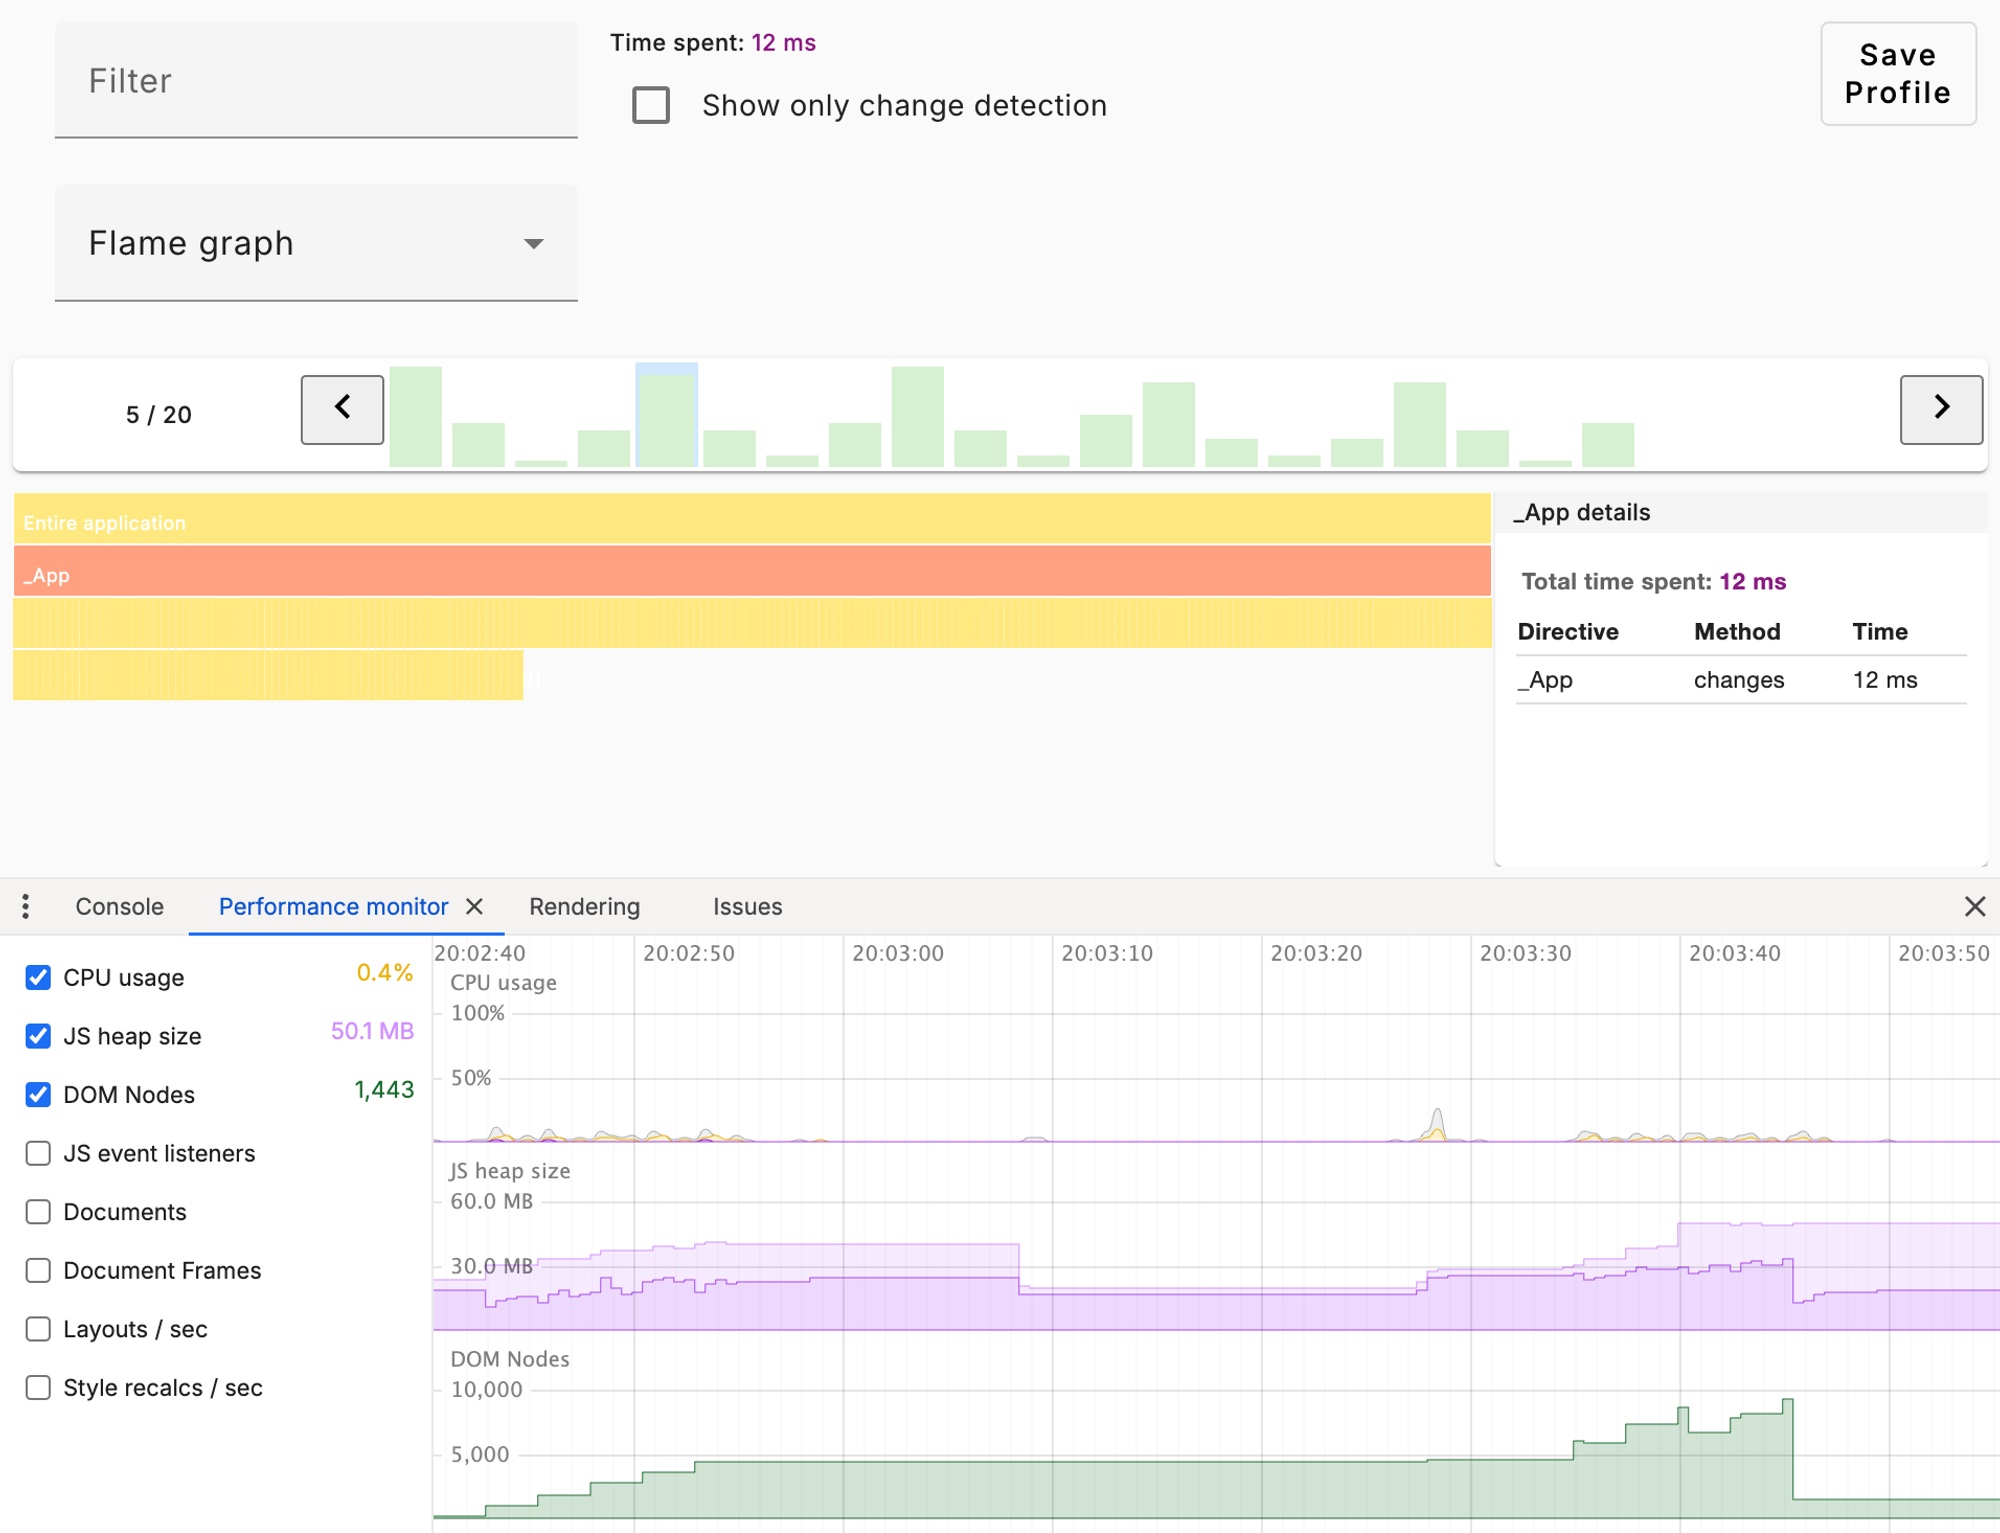 Filter
Time spent: 12 ms
Show only change detection
Save
Profile
Flame graph
5 / 20
Entire application
_App
_App details
Total time spent: 12 ms
Directive Method Time
_App changes 12 ms
Console Performance monitor Rendering Issues
CPU usage 0.4%
JS heap size 50.1 MB
DOM Nodes 1,443
JS event listeners
Documents
Document Frames
Layouts / sec
Style recalcs / sec
20:02:40 20:02:50 20:03:00 20:03:10 20:03:20 20:03:30 20:03:40 20:03:50
CPU usage
100%
50%
JS heap size
60.0 MB
30.0 MB
DOM Nodes
10,000
5,000